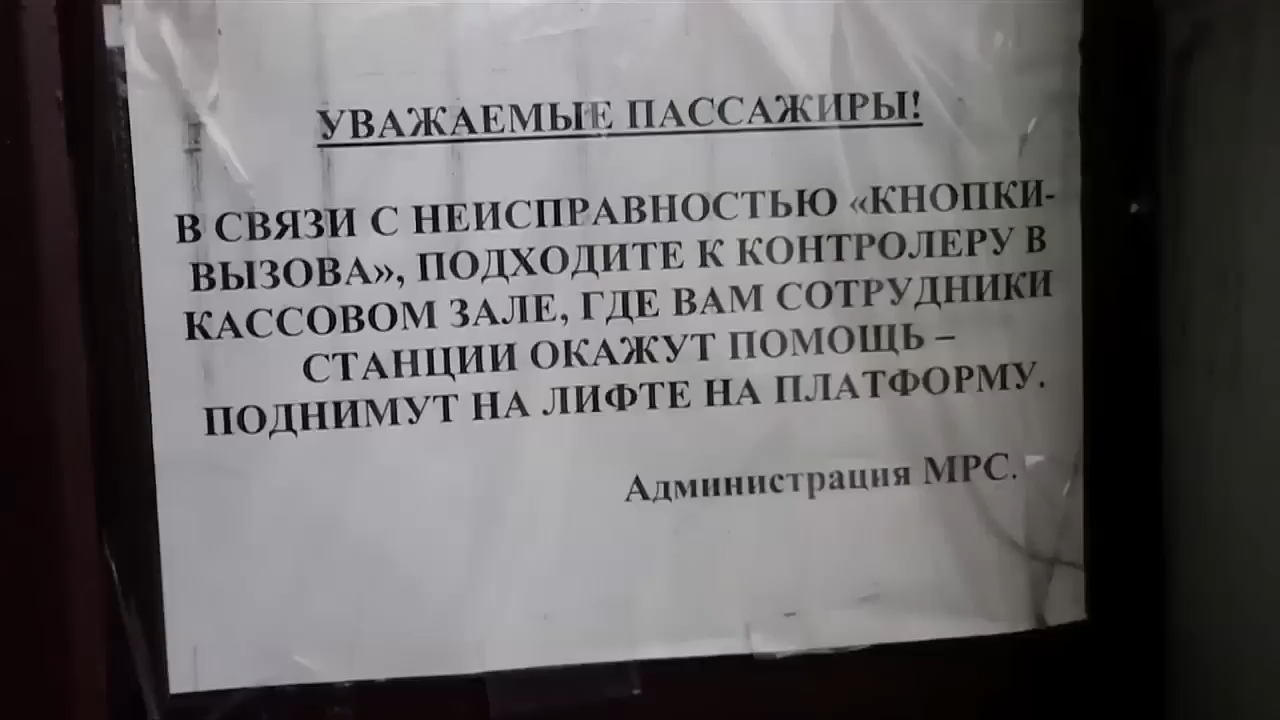 УВАЖАЕМЫЕ ПАССАЖИРЫ!
В СВЯЗИ С НЕИСПРАВНОСТЬЮ «КНОПКИ-
ВЫЗОВА», ПОДХОДИТЕ К КОНТРОЛЕРУ В
КАССОВОМ ЗАЛЕ, ГДЕ ВАМ СОТРУДНИКИ
СТАНЦИИ ОКАЖУТ ПОМОЩЬ –
ПОДНИМУТ НА ЛИФТЕ НА ПЛАТФОРМУ.
Администрация МРС.